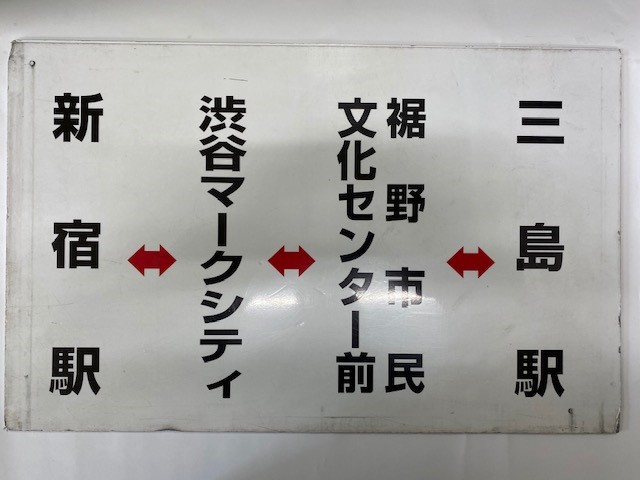 三島駅
↔
裾野市民
文化センター前
↔
渋谷マークシティ
↔
新宿駅